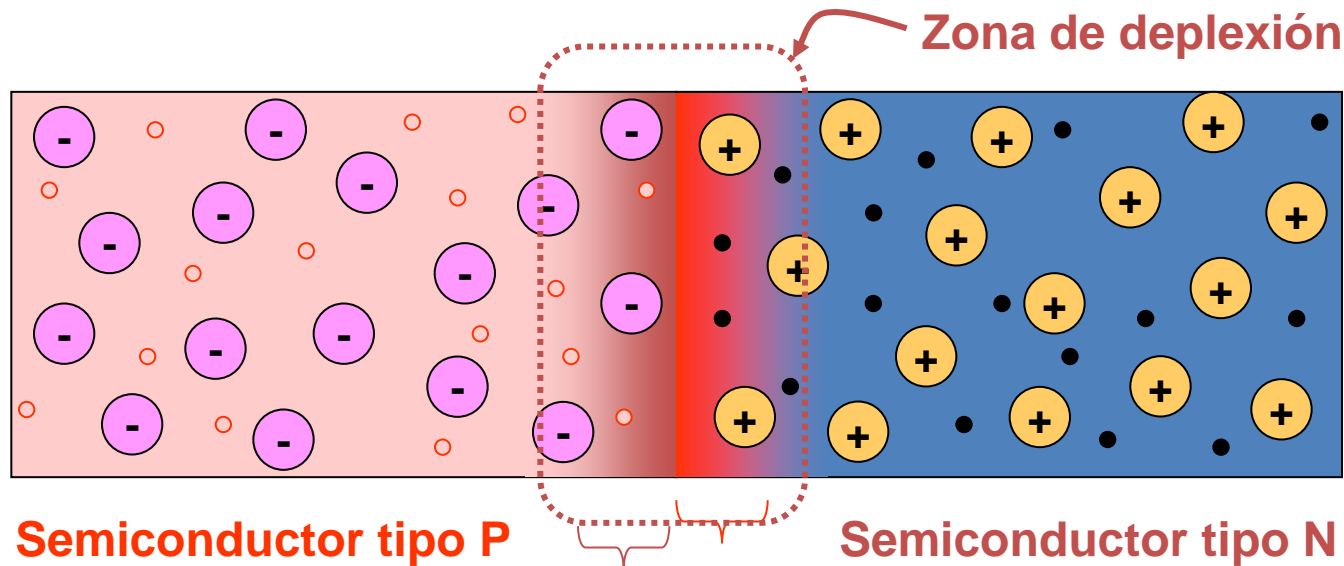 Zona de deplexión
Semiconductor tipo P
Semiconductor tipo N